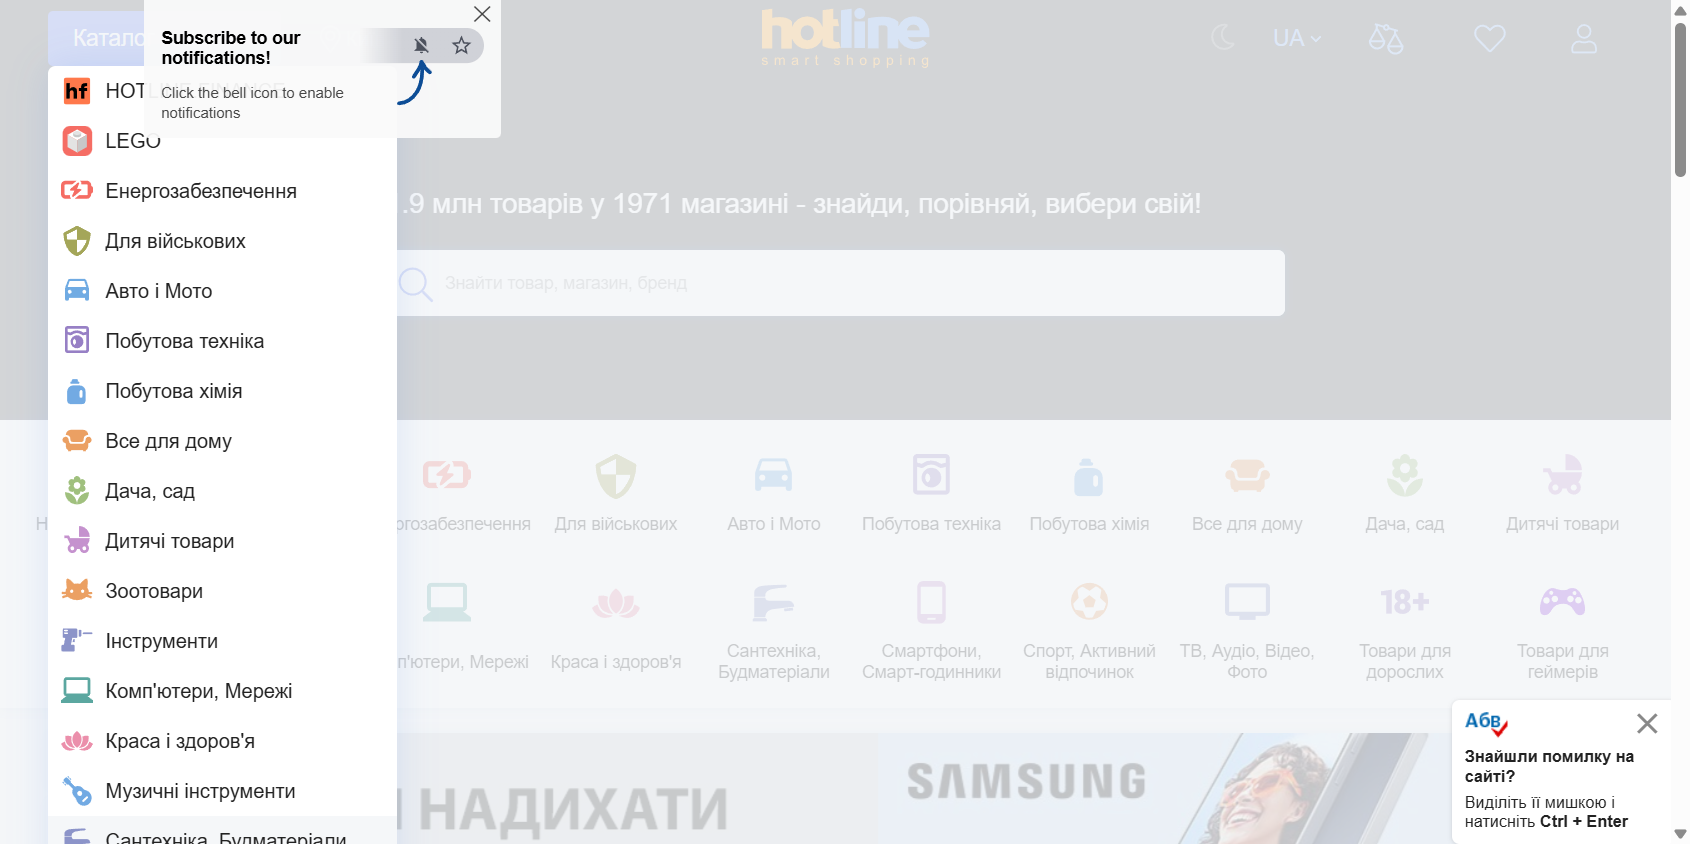 Subscribe to our
notifications!
Click the bell icon to enable
notifications
hotline
smart shopping
UA
hf
LEGO
Енергозабезпечення
Для військових
Авто і Мото
Побутова техніка
Побутова хімія
Все для дому
Дача, сад
Дитячі товари
Зоотовари
Інструменти
Комп'ютери, Мережі
Краса і здоров'я
Музичні інструменти
Сантехніка, Будматеріали
.9 млн товарів у 1971 магазині - знайди, порівняй, вибери свій!
Знайти товар, магазин, бренд
Для військових
Авто і Мото
Побутова техніка
Побутова хімія
Все для дому
Дача, сад
Дитячі товари
18+
п'ютери, Мережі
Краса і здоров'я
Сантехніка,
Будматеріали
Смартфони,
Смарт-годинники
Спорт, Активний
відпочинок
ТВ, Аудіо, Відео,
Фото
Товари для
дорослих
Товари для
геймерів
НАДИХАТИ
SAMSUNG
Абв
Знайшли помилку на
сайті?
Виділіть її мишкою і
натисніть Ctrl + Enter